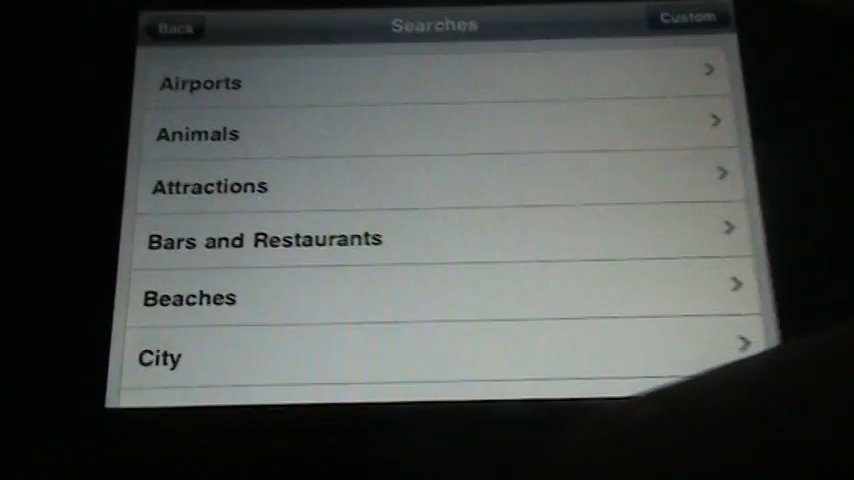 Back
Searches
Custom
Airports
Animals
Attractions
Bars and Restaurants
Beaches
City